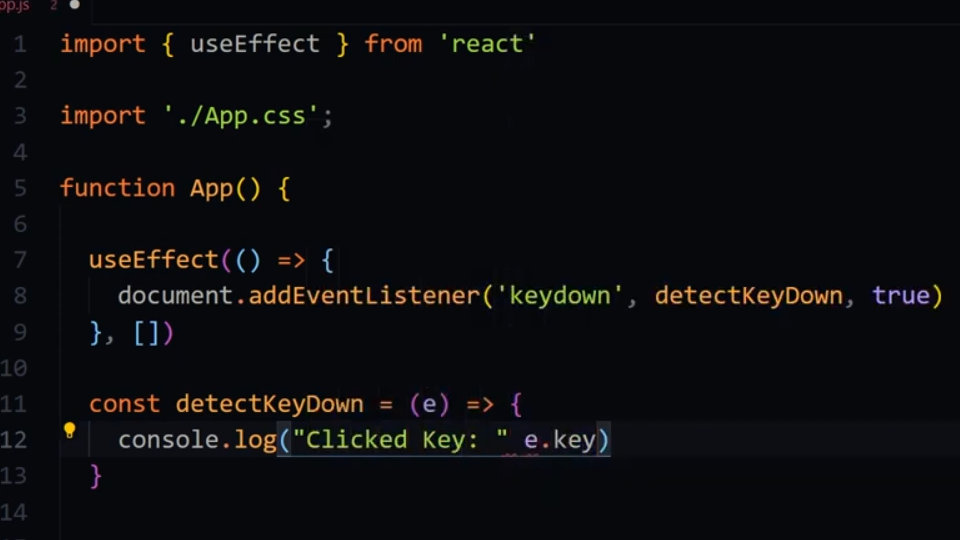 pp.js 2
1 import { useEffect } from 'react'
2
3 import './App.css';
4
5 function App() {
6
7 useEffect(() => {
8 document.addEventListener('keydown', detectKeyDown, true)
9 }, [])
10
11 const detectKeyDown = (e) => {
12 console.log("Clicked Key: " e.key)
13 }
14